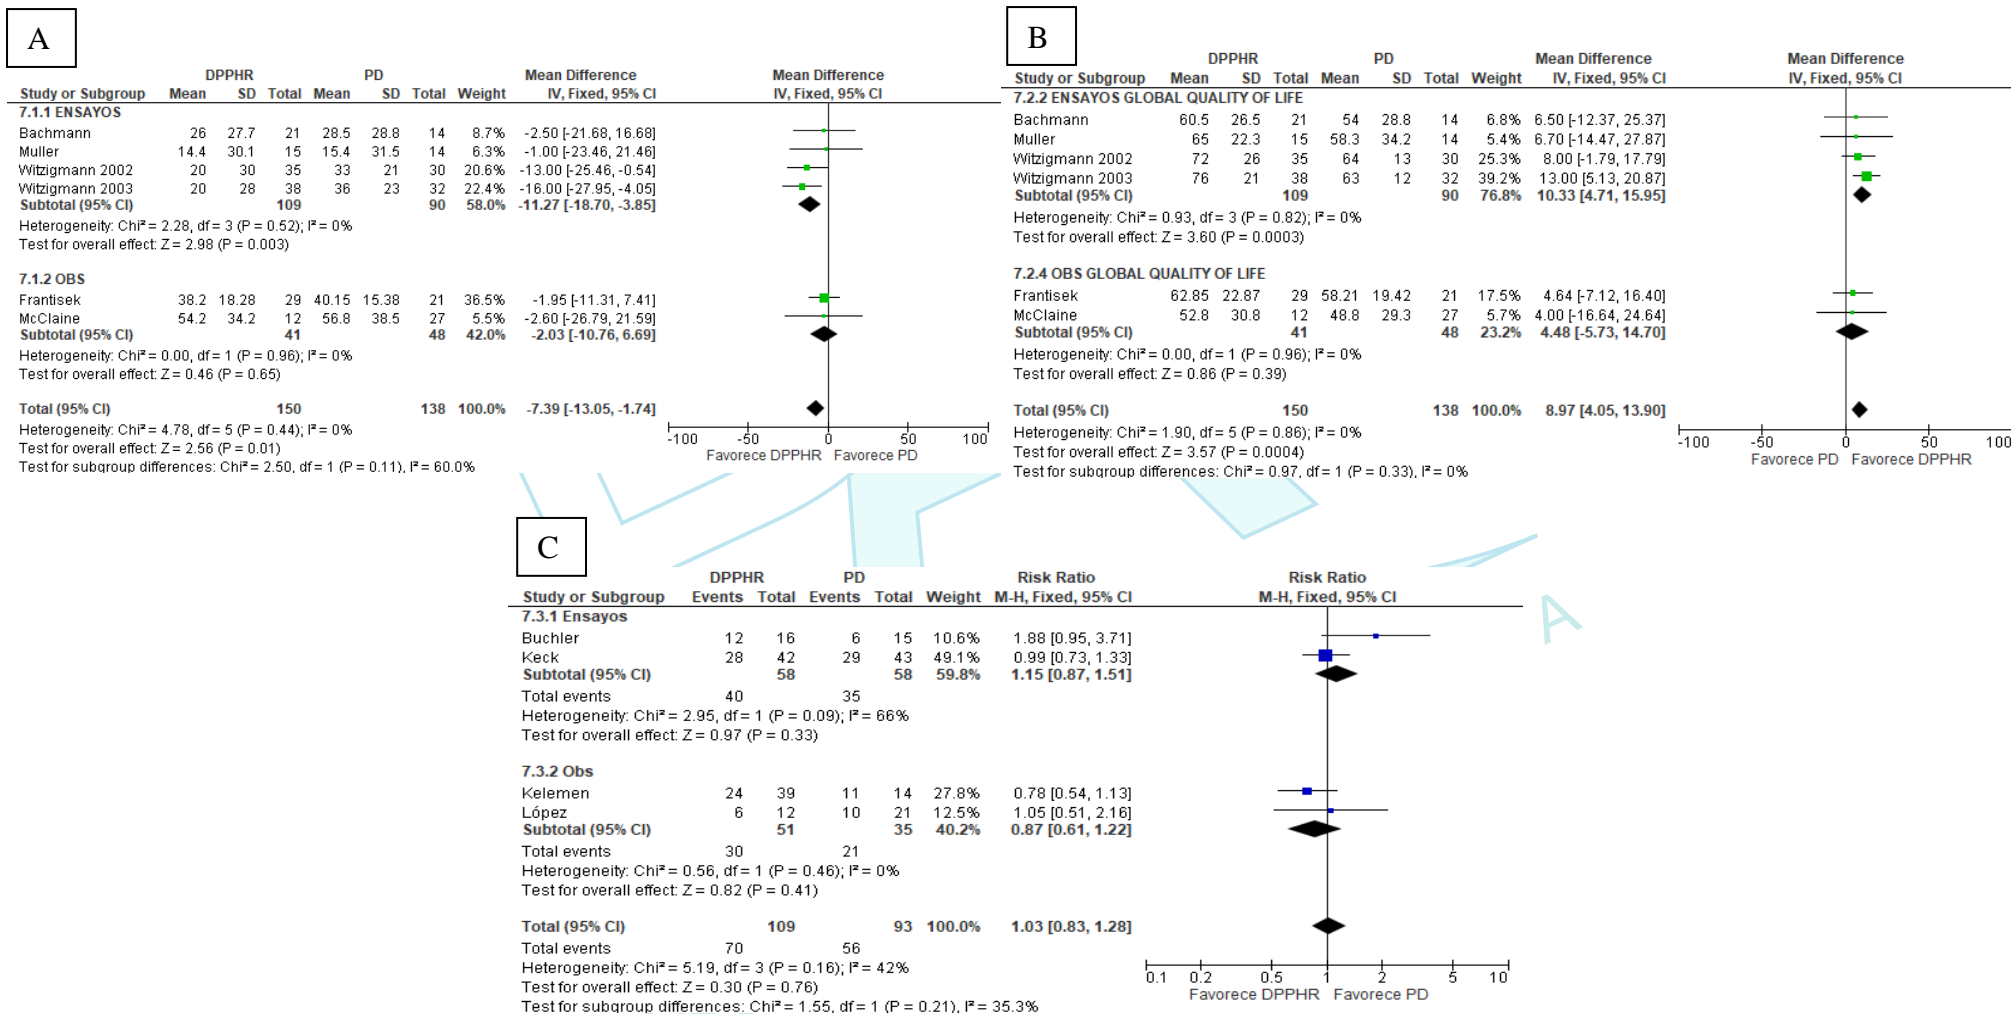 A
DPPHR PD Mean Difference Mean Difference
Study or Subgroup Mean SD Total Mean SD Total Weight IV, Fixed, 95% CI IV, Fixed, 95% CI
7.1.1 ENSAYOS
Bachmann 26 27.7 21 28.5 28.8 14 8.7% -2.50 [-21.68, 16.68]
Muller 14.4 30.1 15 15.4 31.5 14 6.3% -1.00 [-23.46, 21.46]
Witzigmann 2002 20 30 35 33 21 30 20.6% -13.00 [-25.46, -0.54]
Witzigmann 2003 20 28 38 36 23 32 22.4% -16.00 [-27.95, -4.05]
Subtotal (95% CI) 109 90 58.0% -11.27 [-18.70, -3.85]
Heterogeneity: Chi² = 2.28, df = 3 (P = 0.52); I² = 0%
Test for overall effect: Z = 2.98 (P = 0.003)
7.1.2 OBS
Frantisek 38.2 18.28 29 40.15 15.38 21 36.5% -1.95 [-11.31, 7.41]
McClaine 54.2 34.2 12 56.8 38.5 27 5.5% -2.60 [-26.79, 21.59]
Subtotal (95% CI) 41 48 42.0% -2.03 [-10.76, 6.69]
Heterogeneity: Chi² = 0.00, df = 1 (P = 0.96); I² = 0%
Test for overall effect: Z = 0.46 (P = 0.65)
Total (95% CI) 150 138 100.0% -7.39 [-13.05, -1.74]
Heterogeneity: Chi² = 4.78, df = 5 (P = 0.44); I² = 0%
Test for overall effect: Z = 2.56 (P = 0.01)
Test for subgroup differences: Chi² = 2.50, df = 1 (P = 0.11), I² = 60.0%
-100 -50 0 50 100
Favorece DPPHR Favorece PD
B
DPPHR PD Mean Difference Mean Difference
Study or Subgroup Mean SD Total Mean SD Total Weight IV, Fixed, 95% CI IV, Fixed, 95% CI
7.2.2 ENSAYOS GLOBAL QUALITY OF LIFE
Bachmann 60.5 26.5 21 54 28.8 14 6.8% 6.50 [-12.37, 25.37]
Muller 65 22.3 15 58.3 34.2 14 5.4% 6.70 [-14.47, 27.87]
Witzigmann 2002 72 26 35 64 13 30 25.3% 8.00 [-1.79, 17.79]
Witzigmann 2003 76 21 38 63 12 32 39.2% 13.00 [5.13, 20.87]
Subtotal (95% CI) 109 90 76.8% 10.33 [4.71, 15.95]
Heterogeneity: Chi² = 0.93, df = 3 (P = 0.82); I² = 0%
Test for overall effect: Z = 3.60 (P = 0.0003)
7.2.4 OBS GLOBAL QUALITY OF LIFE
Frantisek 62.85 22.87 29 58.21 19.42 21 17.5% 4.64 [-7.12, 16.40]
McClaine 52.8 30.8 12 48.8 29.3 27 5.7% 4.00 [-16.64, 24.64]
Subtotal (95% CI) 41 48 23.2% 4.48 [-5.73, 14.70]
Heterogeneity: Chi² = 0.00, df = 1 (P = 0.96); I² = 0%
Test for overall effect: Z = 0.86 (P = 0.39)
Total (95% CI) 150 138 100.0% 8.97 [4.05, 13.90]
Heterogeneity: Chi² = 1.90, df = 5 (P = 0.86); I² = 0%
Test for overall effect: Z = 3.57 (P = 0.0004)
Test for subgroup differences: Chi² = 0.97, df = 1 (P = 0.33), I² = 0%
-100 -50 0 50 100
Favorece PD Favorece DPPHR
C
DPPHR PD Risk Ratio Risk Ratio
Study or Subgroup Events Total Events Total Weight M-H, Fixed, 95% CI M-H, Fixed, 95% CI
7.3.1 Ensayos
Buchler 12 16 6 15 10.6% 1.88 [0.95, 3.71]
Keck 28 42 29 43 49.1% 0.99 [0.73, 1.33]
Subtotal (95% CI) 58 58 59.8% 1.15 [0.87, 1.51]
Total events 40 35
Heterogeneity: Chi² = 2.95, df = 1 (P = 0.09); I² = 66%
Test for overall effect: Z = 0.97 (P = 0.33)
7.3.2 Obs
Kelemen 24 39 11 14 27.8% 0.78 [0.54, 1.13]
López 6 12 10 21 12.5% 1.05 [0.51, 2.16]
Subtotal (95% CI) 51 35 40.2% 0.87 [0.61, 1.22]
Total events 30 21
Heterogeneity: Chi² = 0.56, df = 1 (P = 0.46); I² = 0%
Test for overall effect: Z = 0.82 (P = 0.41)
Total (95% CI) 109 93 100.0% 1.03 [0.83, 1.28]
Total events 70 56
Heterogeneity: Chi² = 5.19, df = 3 (P = 0.16); I² = 42%
Test for overall effect: Z = 0.30 (P = 0.76)
Test for subgroup differences: Chi² = 1.55, df = 1 (P = 0.21), I² = 35.3%
0.1 0.2 0.5 1 2 5 10
Favorece DPPHR Favorece PD
A